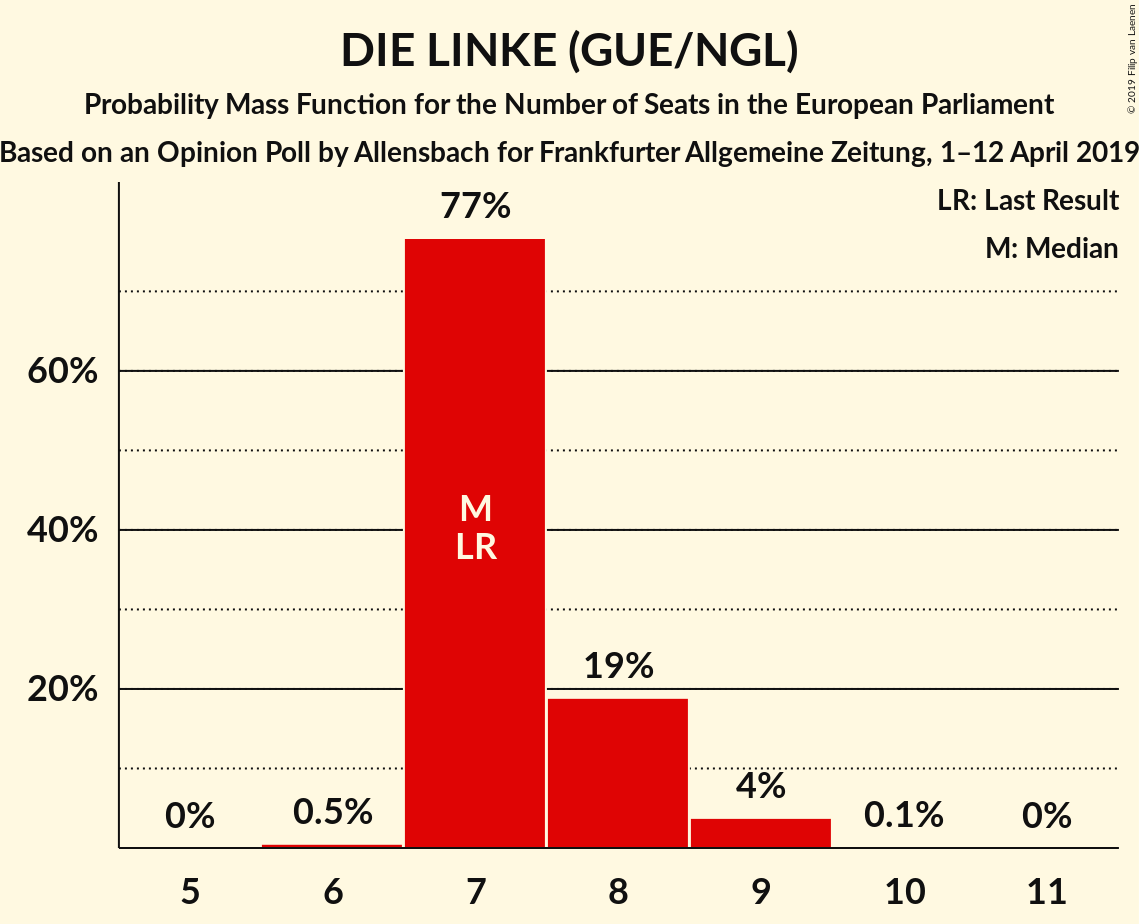 DIE LINKE (GUE/NGL)
Probability Mass Function for the Number of Seats in the European Parliament
Based on an Opinion Poll by Allensbach for Frankfurter Allgemeine Zeitung, 1–12 April 2019
© 2019 Filip van Laenen
LR: Last Result
M: Median
77%
60%
40%
20%
M
LR
19%
4%
0%
0.5%
0.1%
0%
5 6 7 8 9 10 11